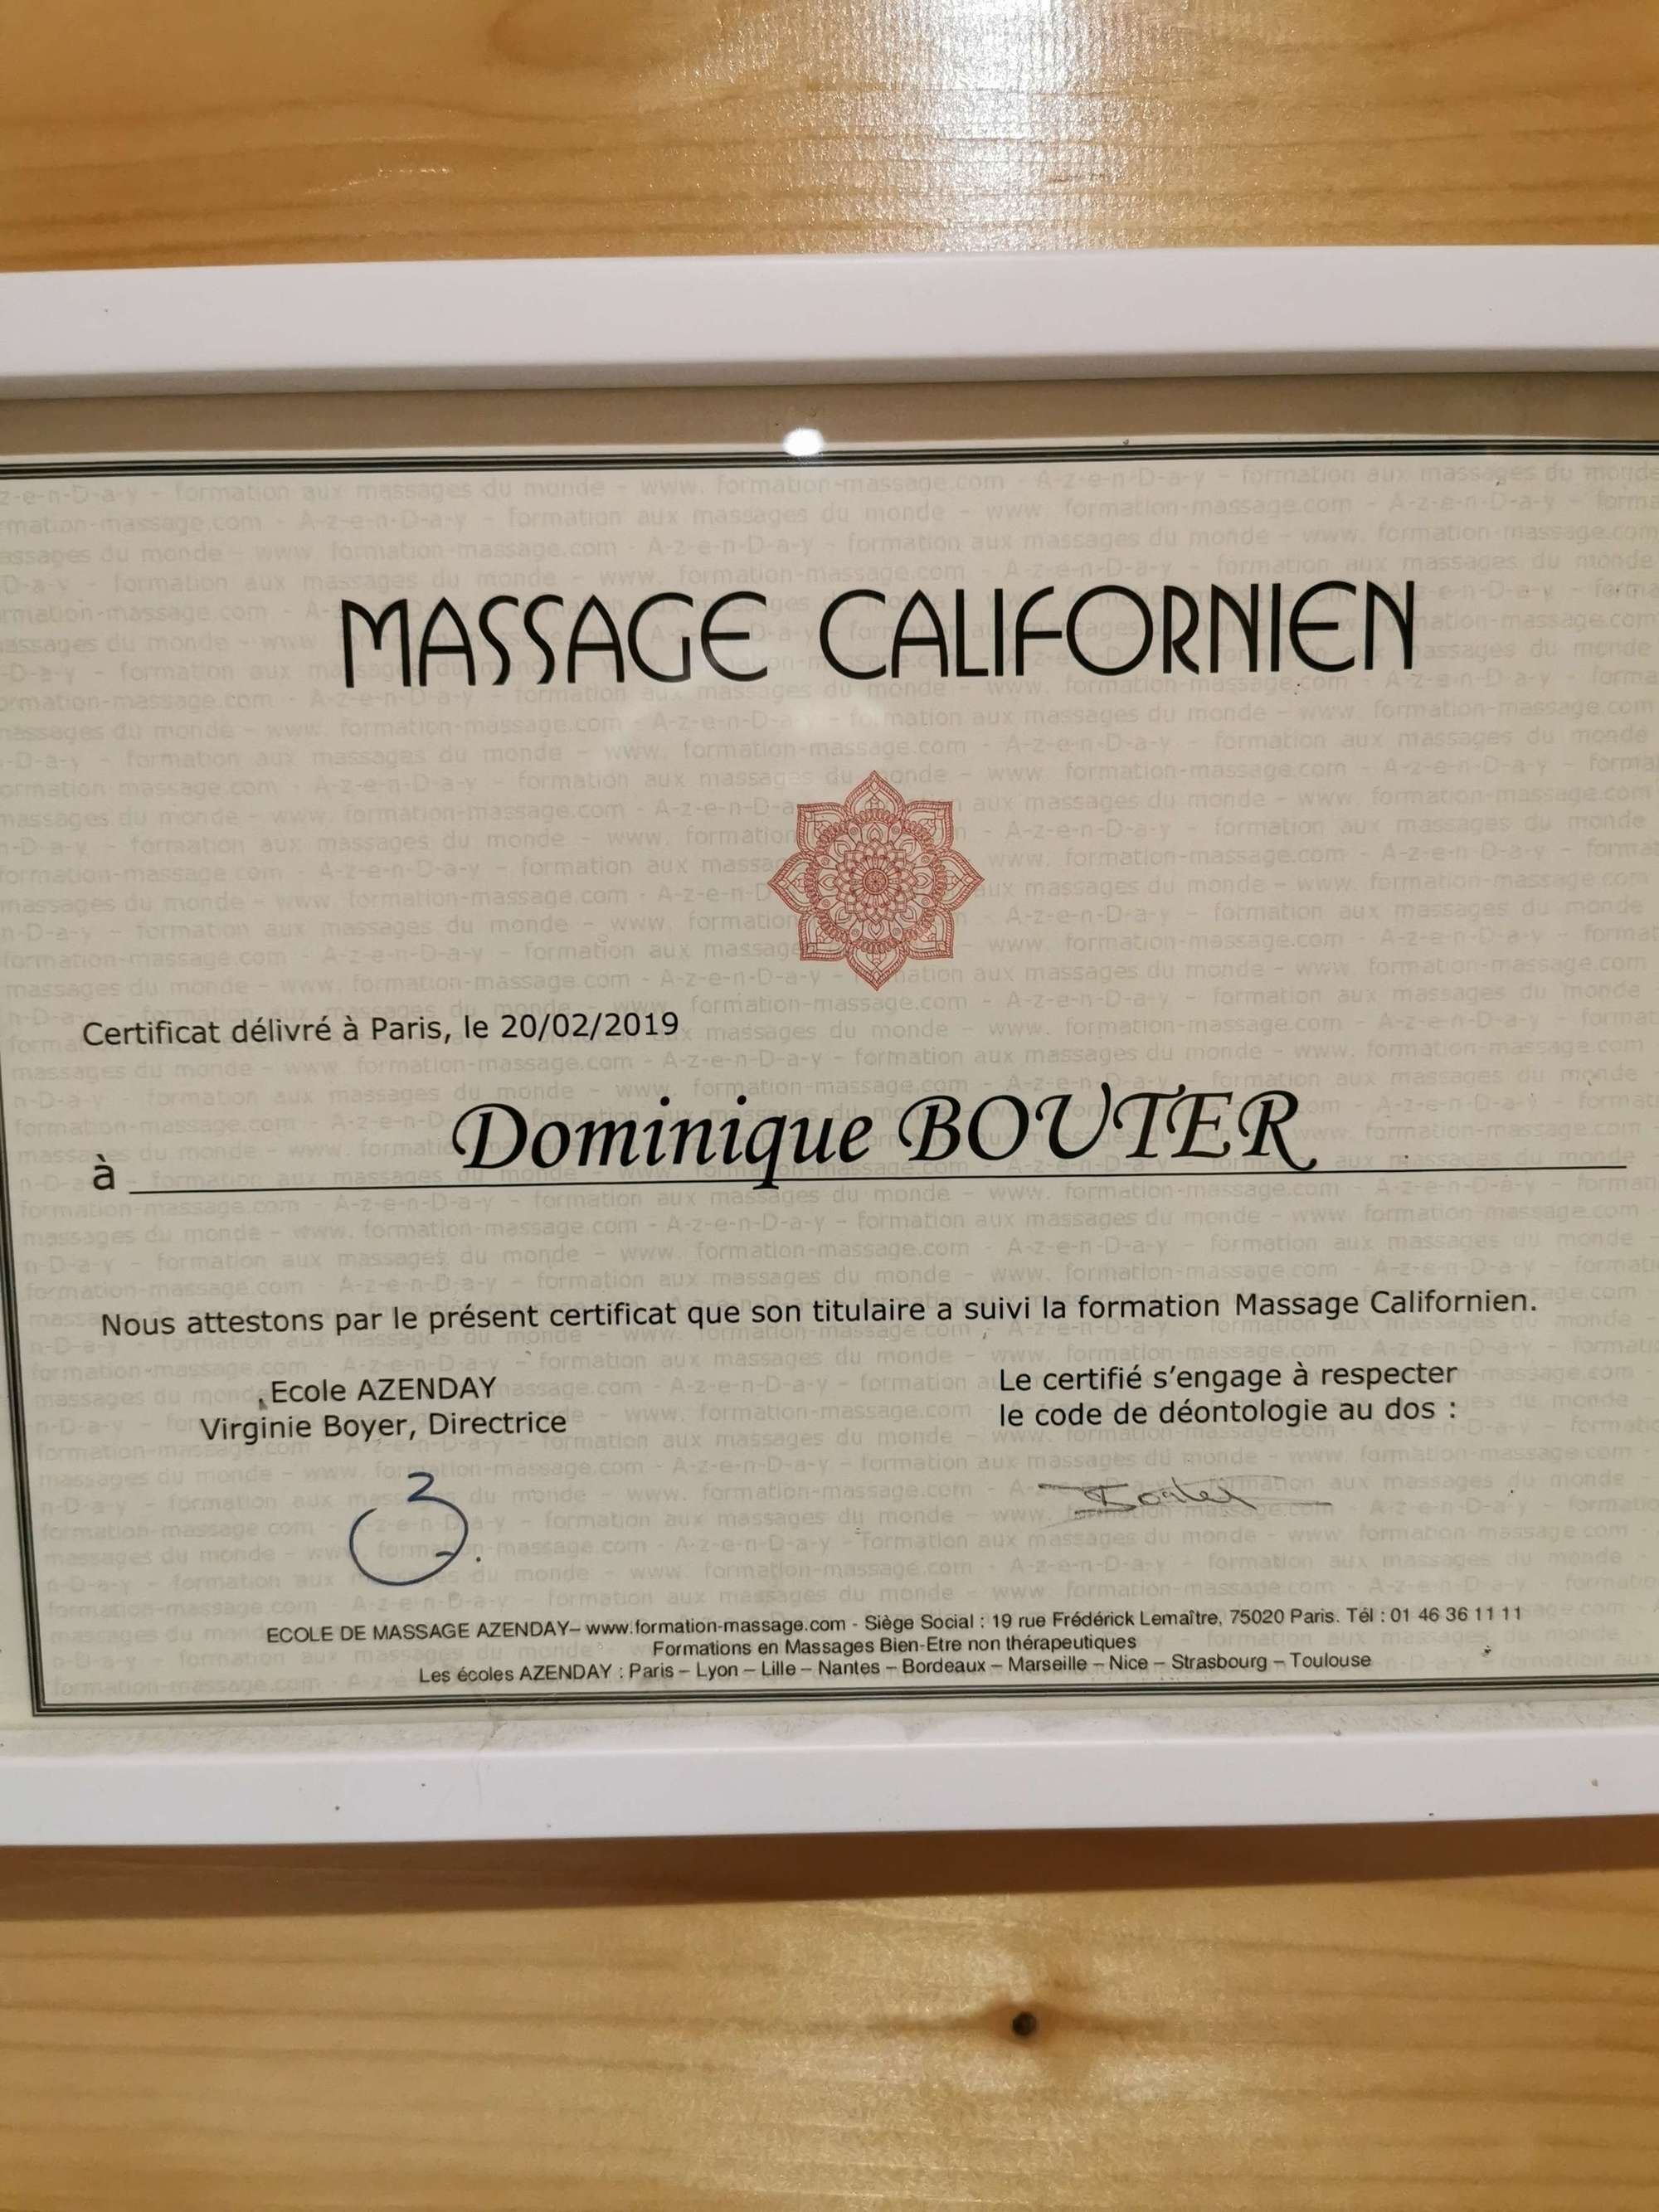 MASSAGE CALIFORNIEN
Certificat délivré à Paris, le 20/02/2019
à Dominique BOUTER
Nous attestons par le présent certificat que son titulaire a suivi la formation Massage Californien.
Ecole AZENDAY
Virginie Boyer, Directrice
Le certifié s'engage à respecter
le code de déontologie au dos :
Bouter
ECOLE DE MASSAGE AZENDAY– www.formation-massage.com - Siège Social : 19 rue Frédérick Lemaître, 75020 Paris. Tél : 01 46 36 11 11
Formations en Massages Bien-Etre non thérapeutiques
Les écoles AZENDAY : Paris – Lyon – Lille – Nantes – Bordeaux – Marseille – Nice – Strasbourg – Toulouse